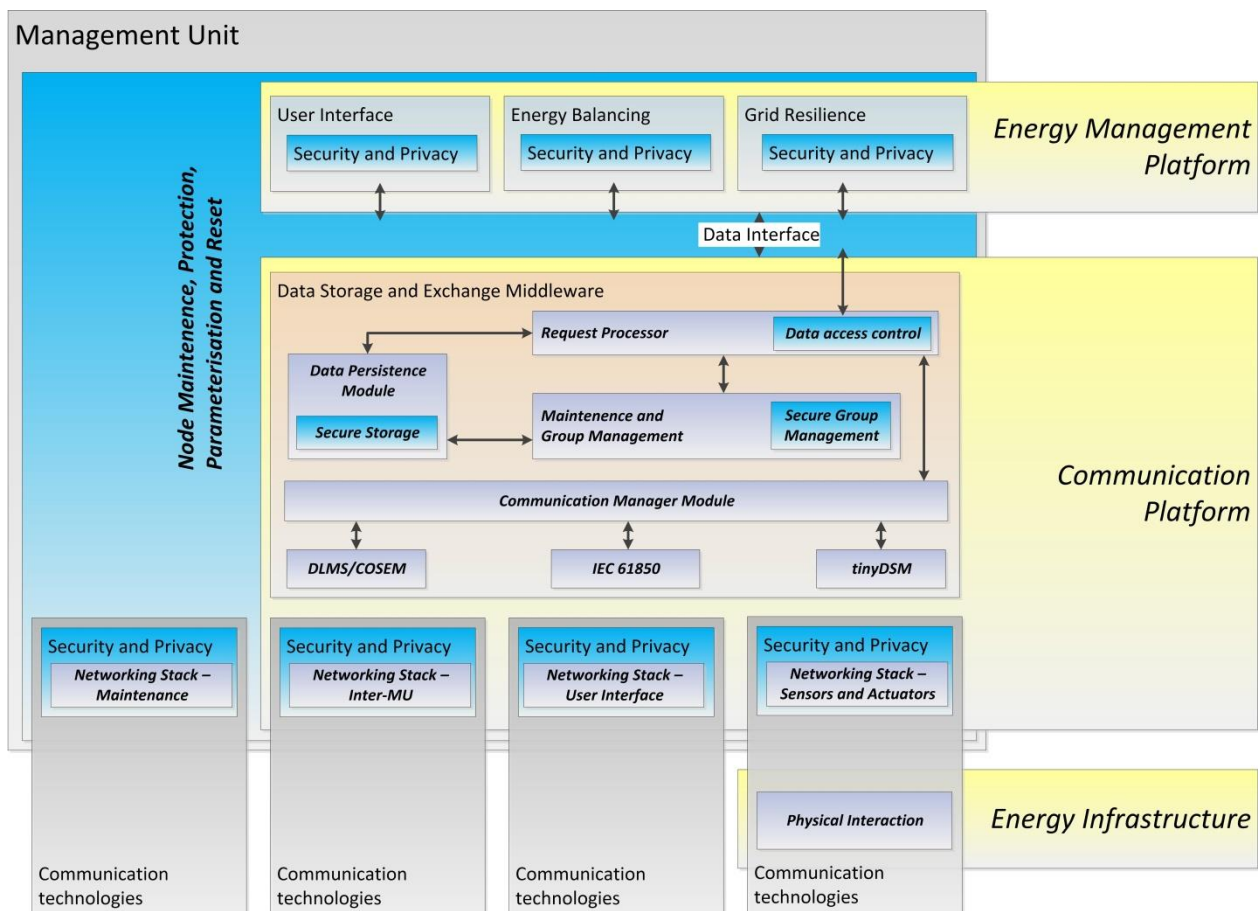 Management Unit
User Interface
Security and Privacy
Energy Balancing
Security and Privacy
Grid Resilience
Security and Privacy
Energy Management
Platform
Node Maintenence, Protection,
Parameterisation and Reset
Data Interface
Data Storage and Exchange Middleware
Request Processor
Data access control
Data Persistence
Module
Secure Storage
Maintenence and
Group Management
Secure Group
Management
Communication Manager Module
DLMS/COSEM
IEC 61850
tinyDSM
Communication
Platform
Security and Privacy
Networking Stack –
Maintenance
Security and Privacy
Networking Stack –
Inter-MU
Security and Privacy
Networking Stack –
User Interface
Security and Privacy
Networking Stack –
Sensors and Actuators
Physical Interaction
Energy Infrastructure
Communication
technologies
Communication
technologies
Communication
technologies
Communication
technologies